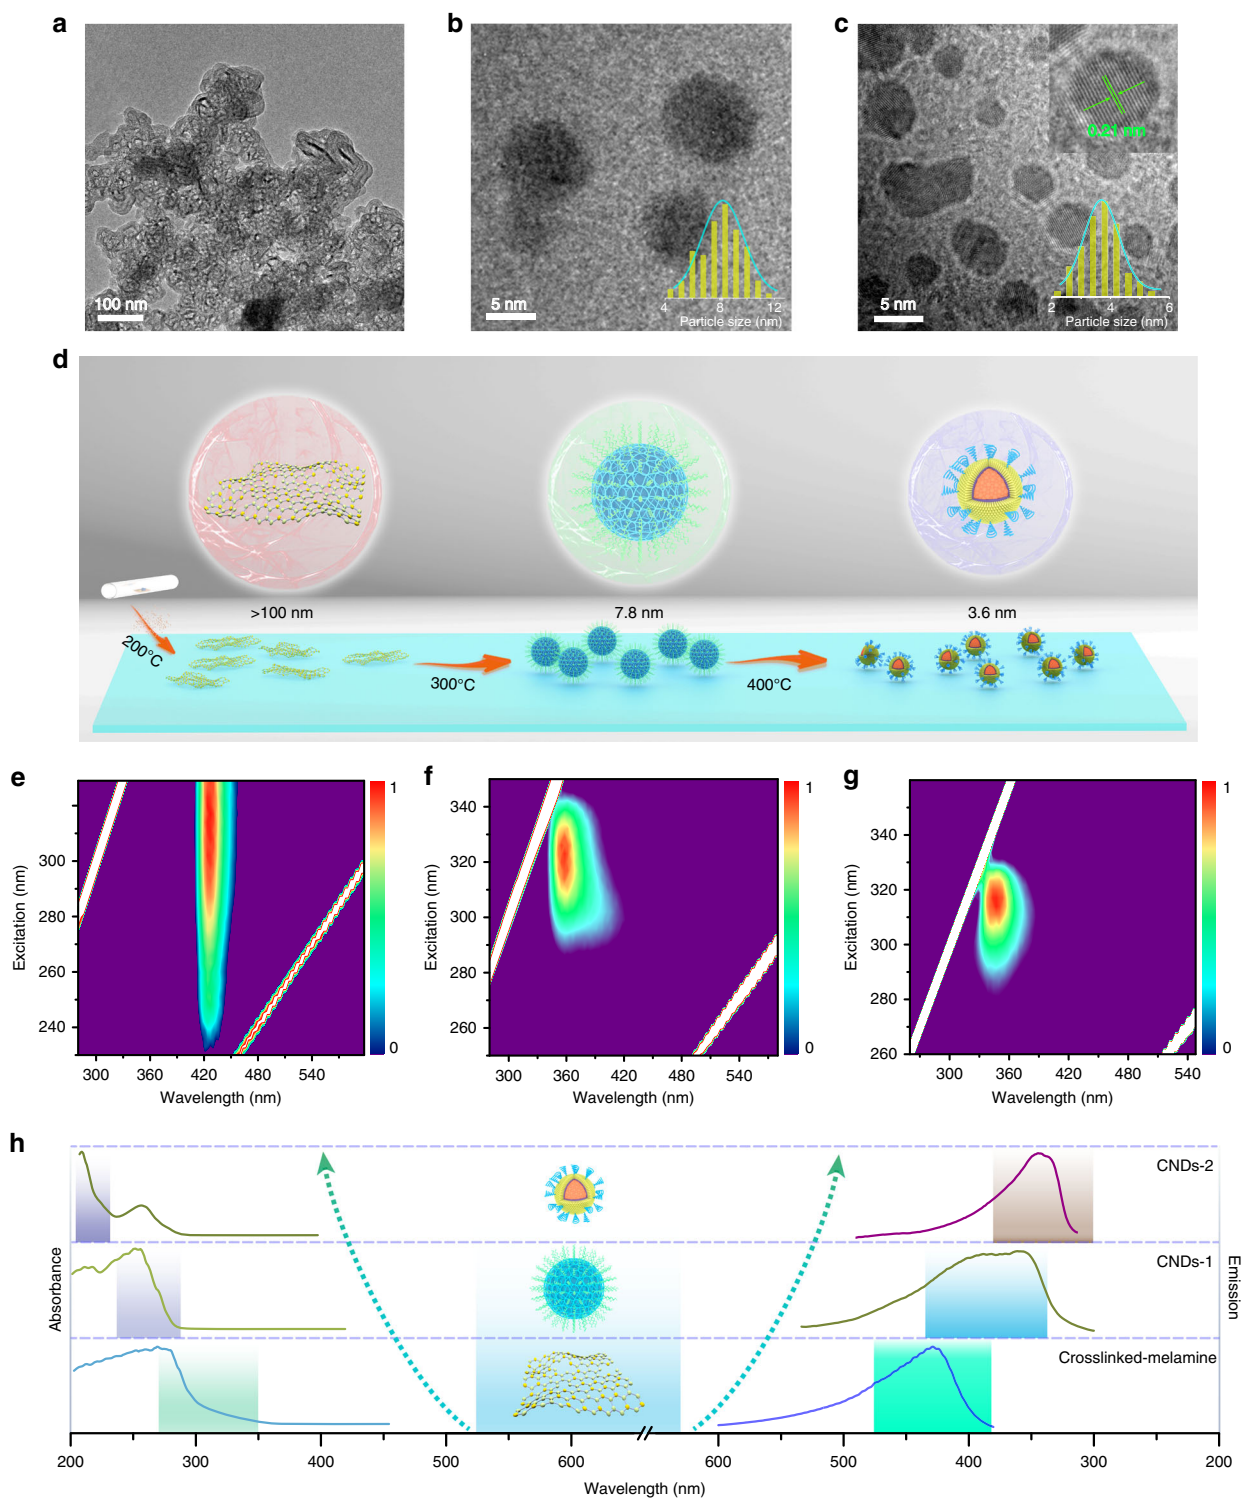 a
b
c
100 nm
5 nm
4 8 12
Particle size (nm)
0.21 nm
5 nm
2 4 6
Particle size (nm)
d
>100 nm
7.8 nm
3.6 nm
200°C
300°C
400°C
e
f
g
Excitation (nm)
300
280
260
240
300 360 420 480 540
Wavelength (nm)
1
0
Excitation (nm)
340
320
300
280
260
300 360 420 480 540
Wavelength (nm)
1
0
Excitation (nm)
340
320
300
280
260
300 360 420 480 540
Wavelength (nm)
1
0
h
CNDs-2
CNDs-1
Crosslinked-melamine
Absorbance
Emission
200 300 400 500 600 600 500 400 300 200
Wavelength (nm)